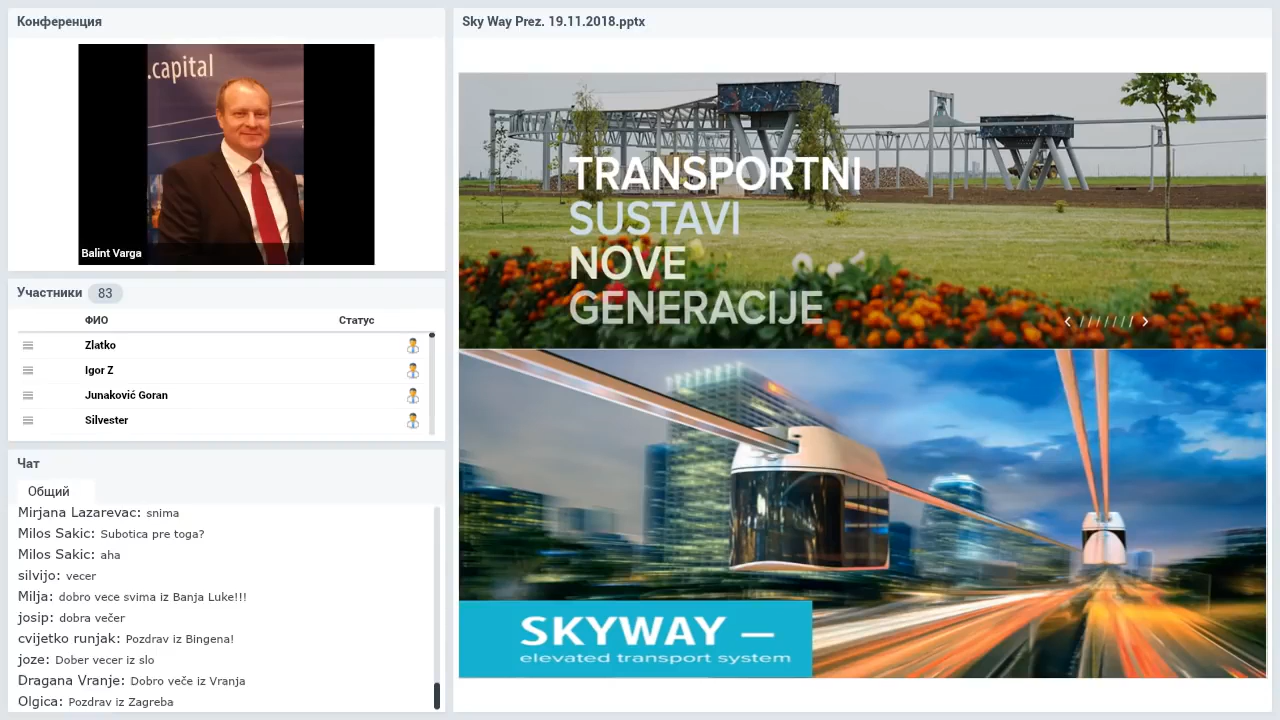 Конференция
.capital
Balint Varga
Участники 83
ФИО Статус
Zlatko
Igor Z
Junaković Goran
Silvester
Чат
Общий
Mirjana Lazarevac: snima
Milos Sakic: Subotica pre toga?
Milos Sakic: aha
silvijo: vecer
Milja: dobro vece svima iz Banja Luke!!!
josip: dobra večer
cvijetko runjak: Pozdrav iz Bingena!
joze: Dober vecer iz slo
Dragana Vranje: Dobro veče iz Vranja
Olgica: Pozdrav iz Zagreba
Sky Way Prez. 19.11.2018.pptx
TRANSPORTNI
SUSTAVI
NOVE
GENERACIJE
SKYWAY —
elevated transport system